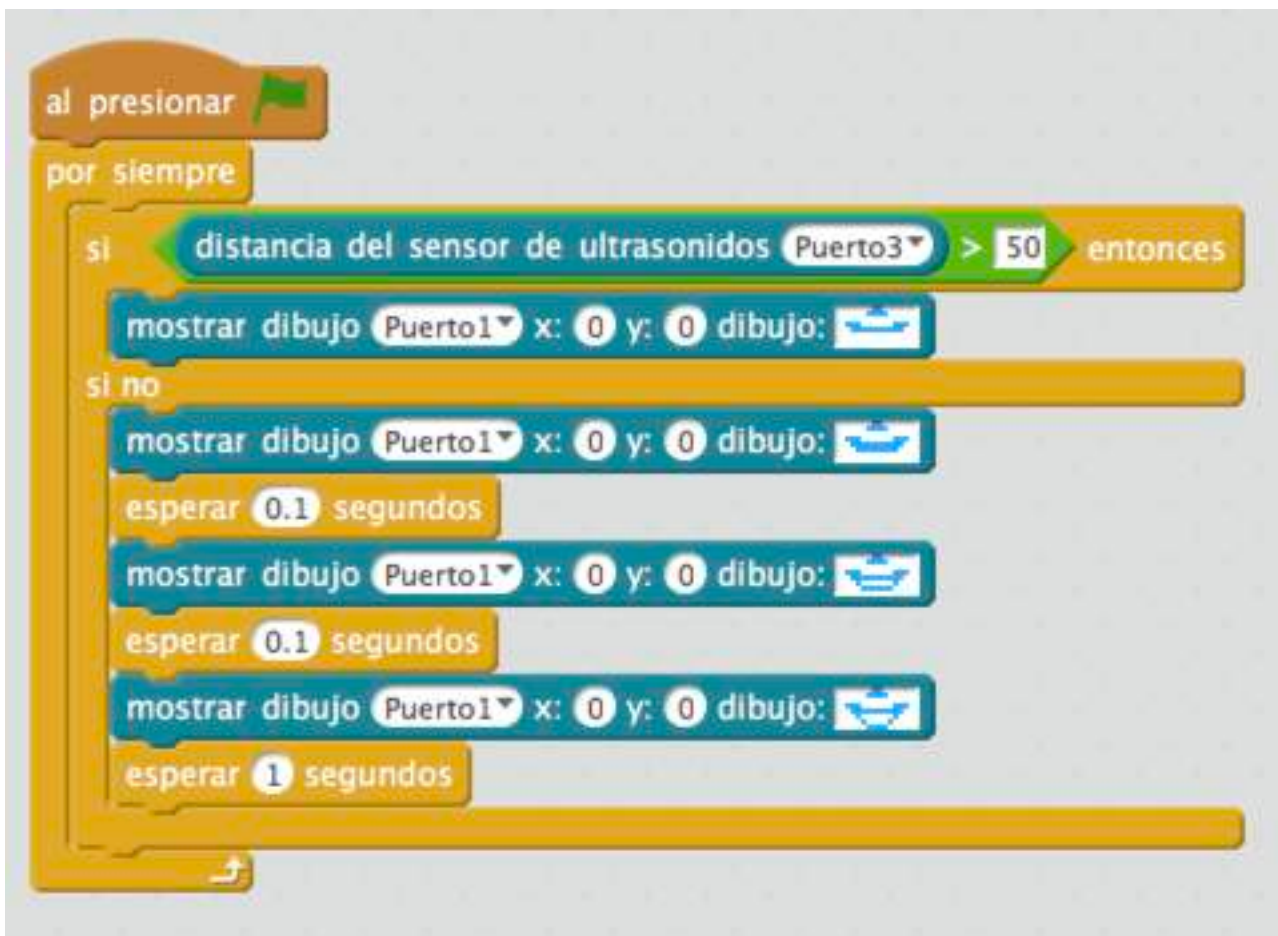 al presionar
por siempre
si distancia del sensor de ultrasonidos Puerto3 > 50 entonces
mostrar dibujo Puerto1 x: 0 y: 0 dibujo:
si no
mostrar dibujo Puerto1 x: 0 y: 0 dibujo:
esperar 0.1 segundos
mostrar dibujo Puerto1 x: 0 y: 0 dibujo:
esperar 0.1 segundos
mostrar dibujo Puerto1 x: 0 y: 0 dibujo:
esperar 1 segundos